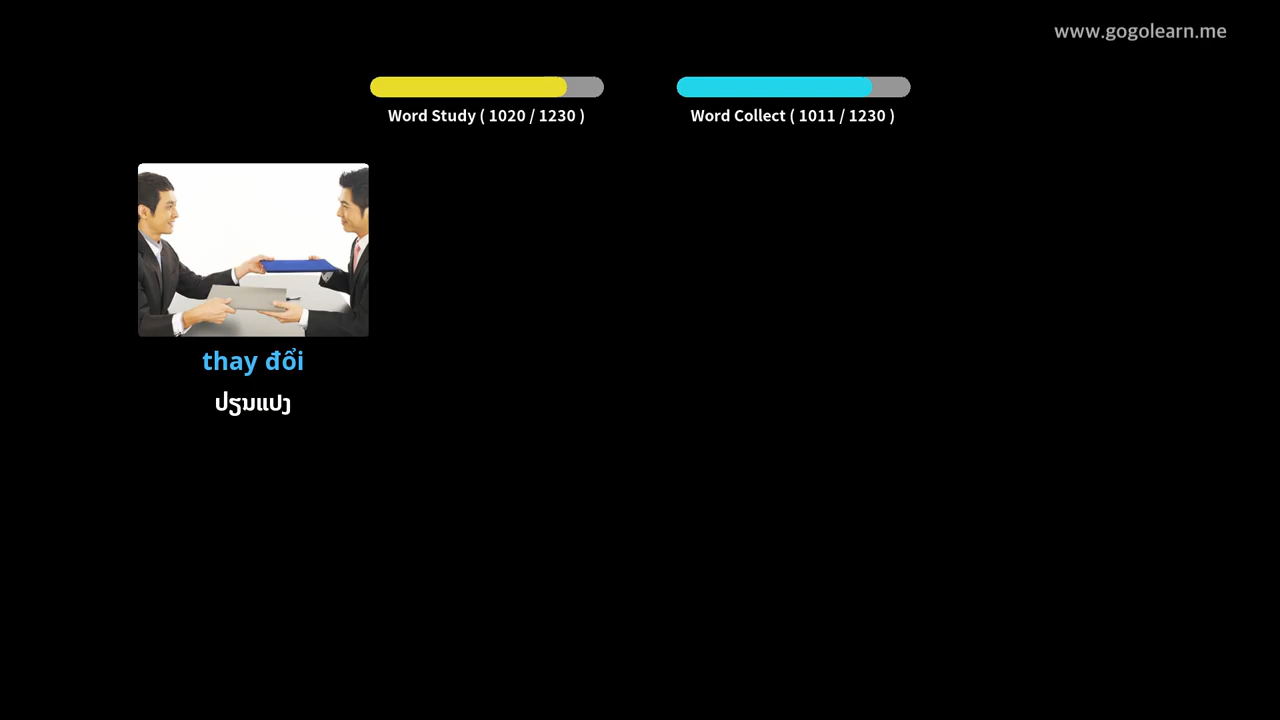 www.gogolearn.me
Word Study ( 1020 / 1230 )
Word Collect ( 1011 / 1230 )
thay đổi
ປ່ຽນແປງ